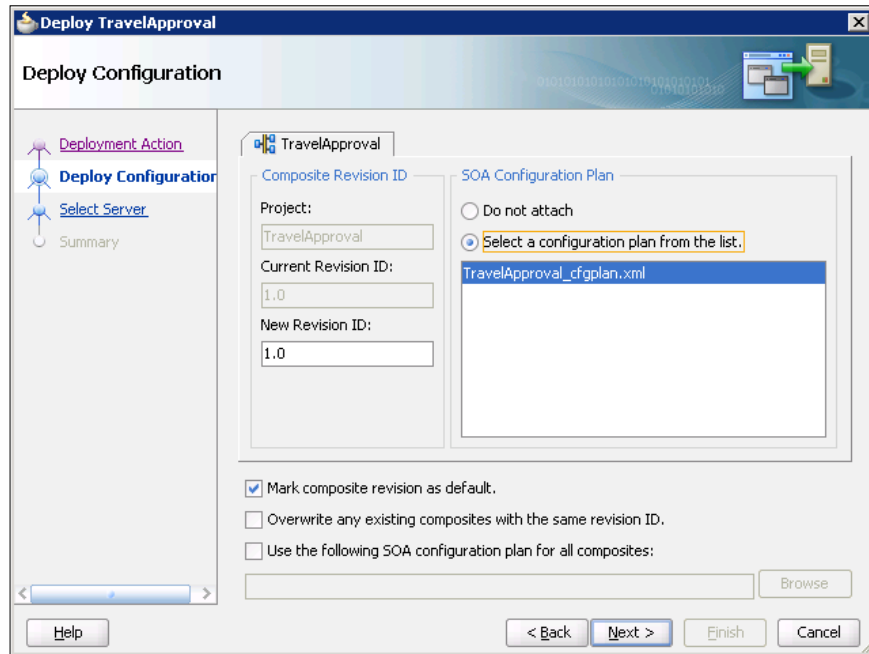 Deploy TravelApproval
Deploy Configuration
Deployment Action
Deploy Configuration
Select Server
Summary
TravelApproval
Composite Revision ID
Project:
TravelApproval
Current Revision ID:
1.0
New Revision ID:
1.0
SOA Configuration Plan
Do not attach
Select a configuration plan from the list.
TravelApproval_cfgplan.xml
Mark composite revision as default.
Overwrite any existing composites with the same revision ID.
Use the following SOA configuration plan for all composites:
Browse
Help
< Back
Next >
Finish
Cancel